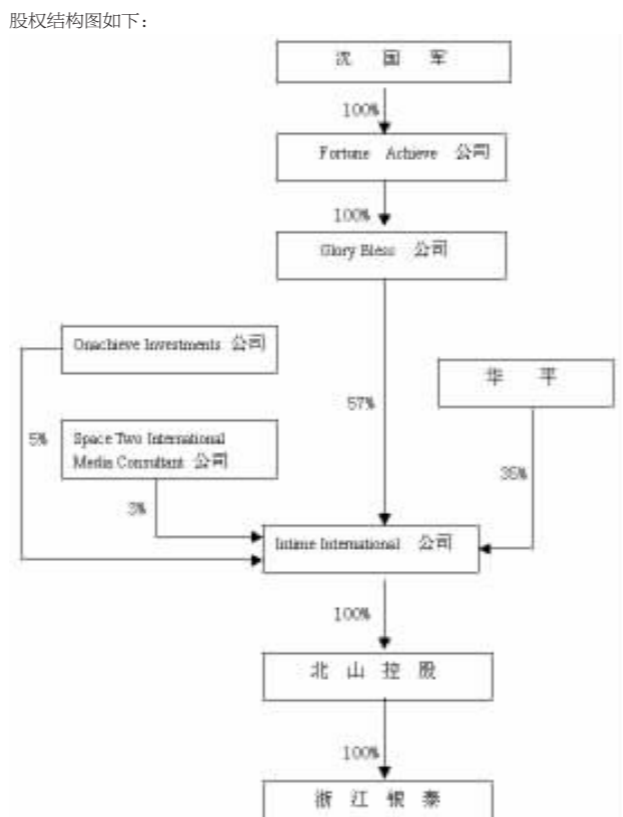 股权结构图如下:
沈 国 军
100%
Fortune Achieve 公司
100%
Glory Bless 公司
Onachieve Investments 公司
华 平
57%
5%
Space Two International
Media Consultant 公司
35%
3%
Intime International 公司
100%
北 山 控 股
100%
浙 江 银 泰